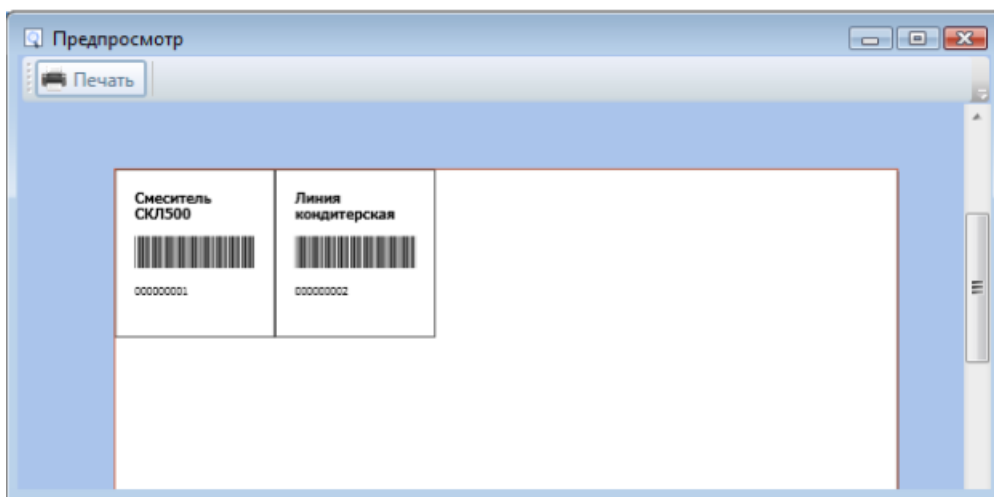 Предпросмотр
Печать
Смеситель
СКЛ500
000000001
Линия
кондитерская
000000002